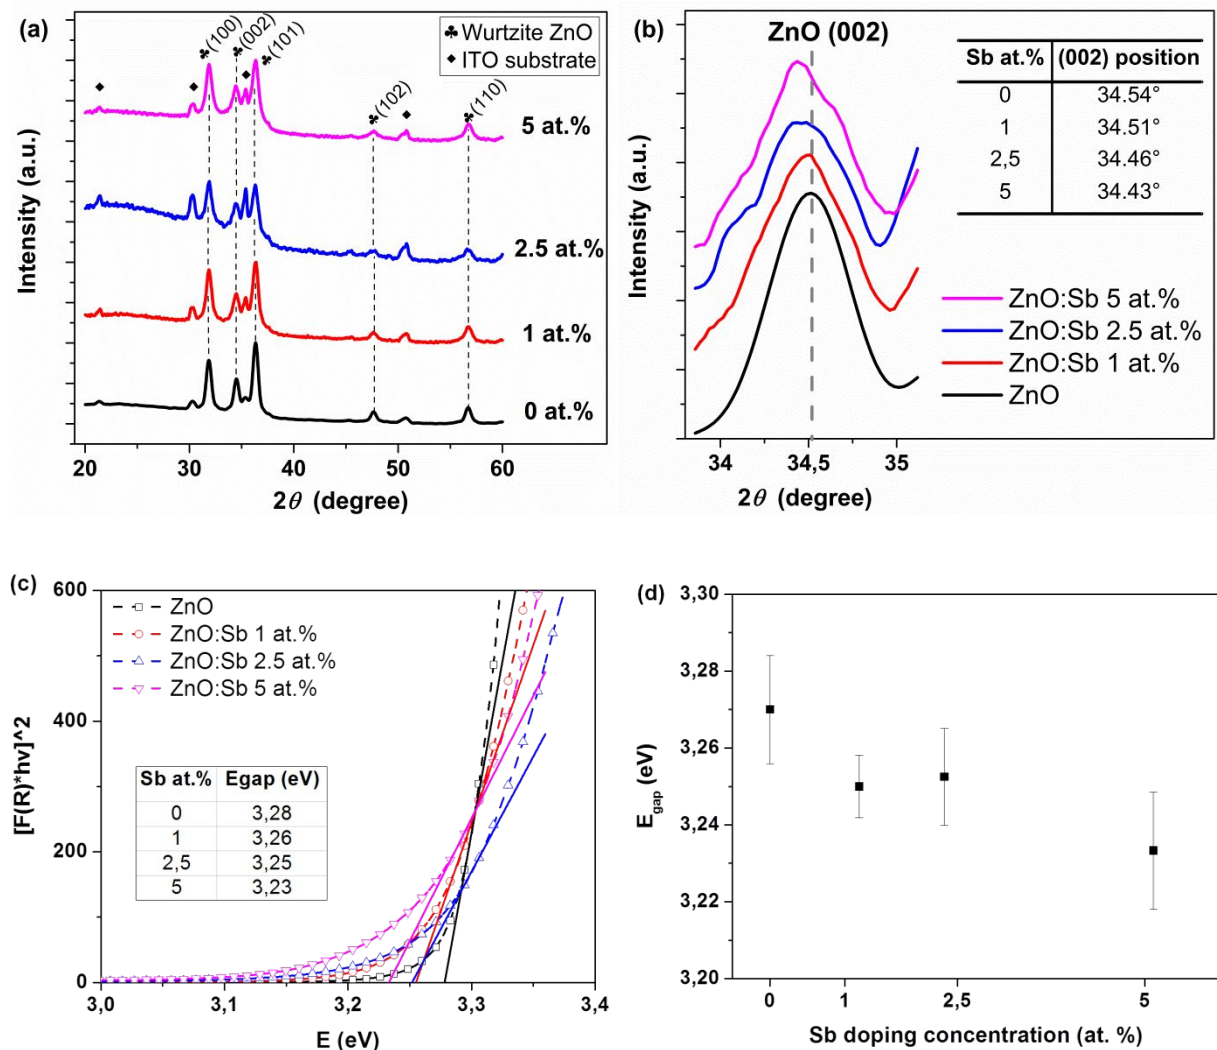 (a)
♣(100)
♣(002)
♣(101)
♣Wurtzite ZnO
◆ ITO substrate
♣(102)
♣(110)
5 at.%
2.5 at.%
1 at.%
0 at.%
Intensity (a.u.)
20 30 40 50 60
2θ (degree)
(b)
ZnO (002)
Sb at.% (002) position
0 34.54°
1 34.51°
2,5 34.46°
5 34.43°
ZnO:Sb 5 at.%
ZnO:Sb 2.5 at.%
ZnO:Sb 1 at.%
ZnO
Intensity (a.u.)
34 34,5 35
2θ (degree)
(c)
600
400
200
0
[F(R)*hv]^2
ZnO
ZnO:Sb 1 at.%
ZnO:Sb 2.5 at.%
ZnO:Sb 5 at.%
Sb at.% Egap (eV)
0 3,28
1 3,26
2,5 3,25
5 3,23
3,0 3,1 3,2 3,3 3,4
E (eV)
(d)
3,30
3,28
3,26
3,24
3,22
3,20
Egap (eV)
0 1 2,5 5
Sb doping concentration (at. %)